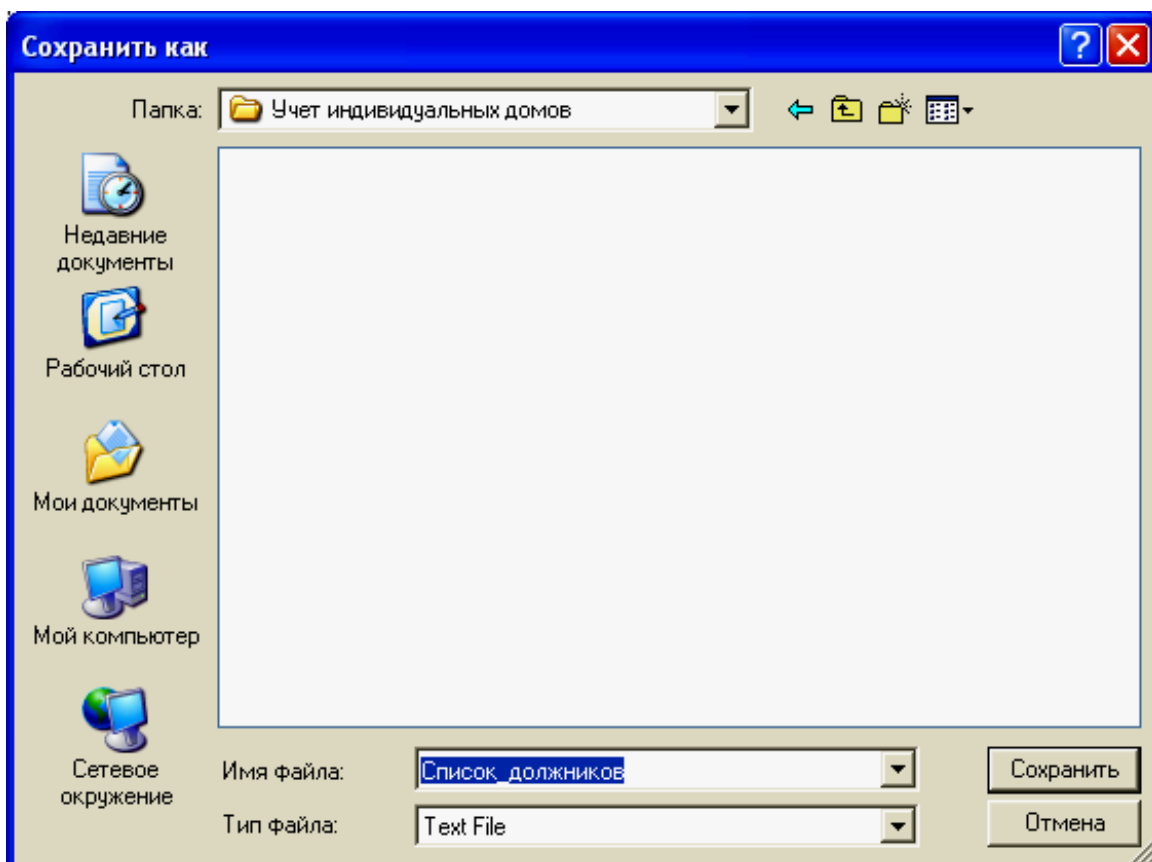 Сохранить как
Папка:
Учет индивидуальных домов
Недавние
документы
Рабочий стол
Мои документы
Мой компьютер
Сетевое
окружение
Имя файла:
Список_должников
Сохранить
Тип файла:
Text File
Отмена